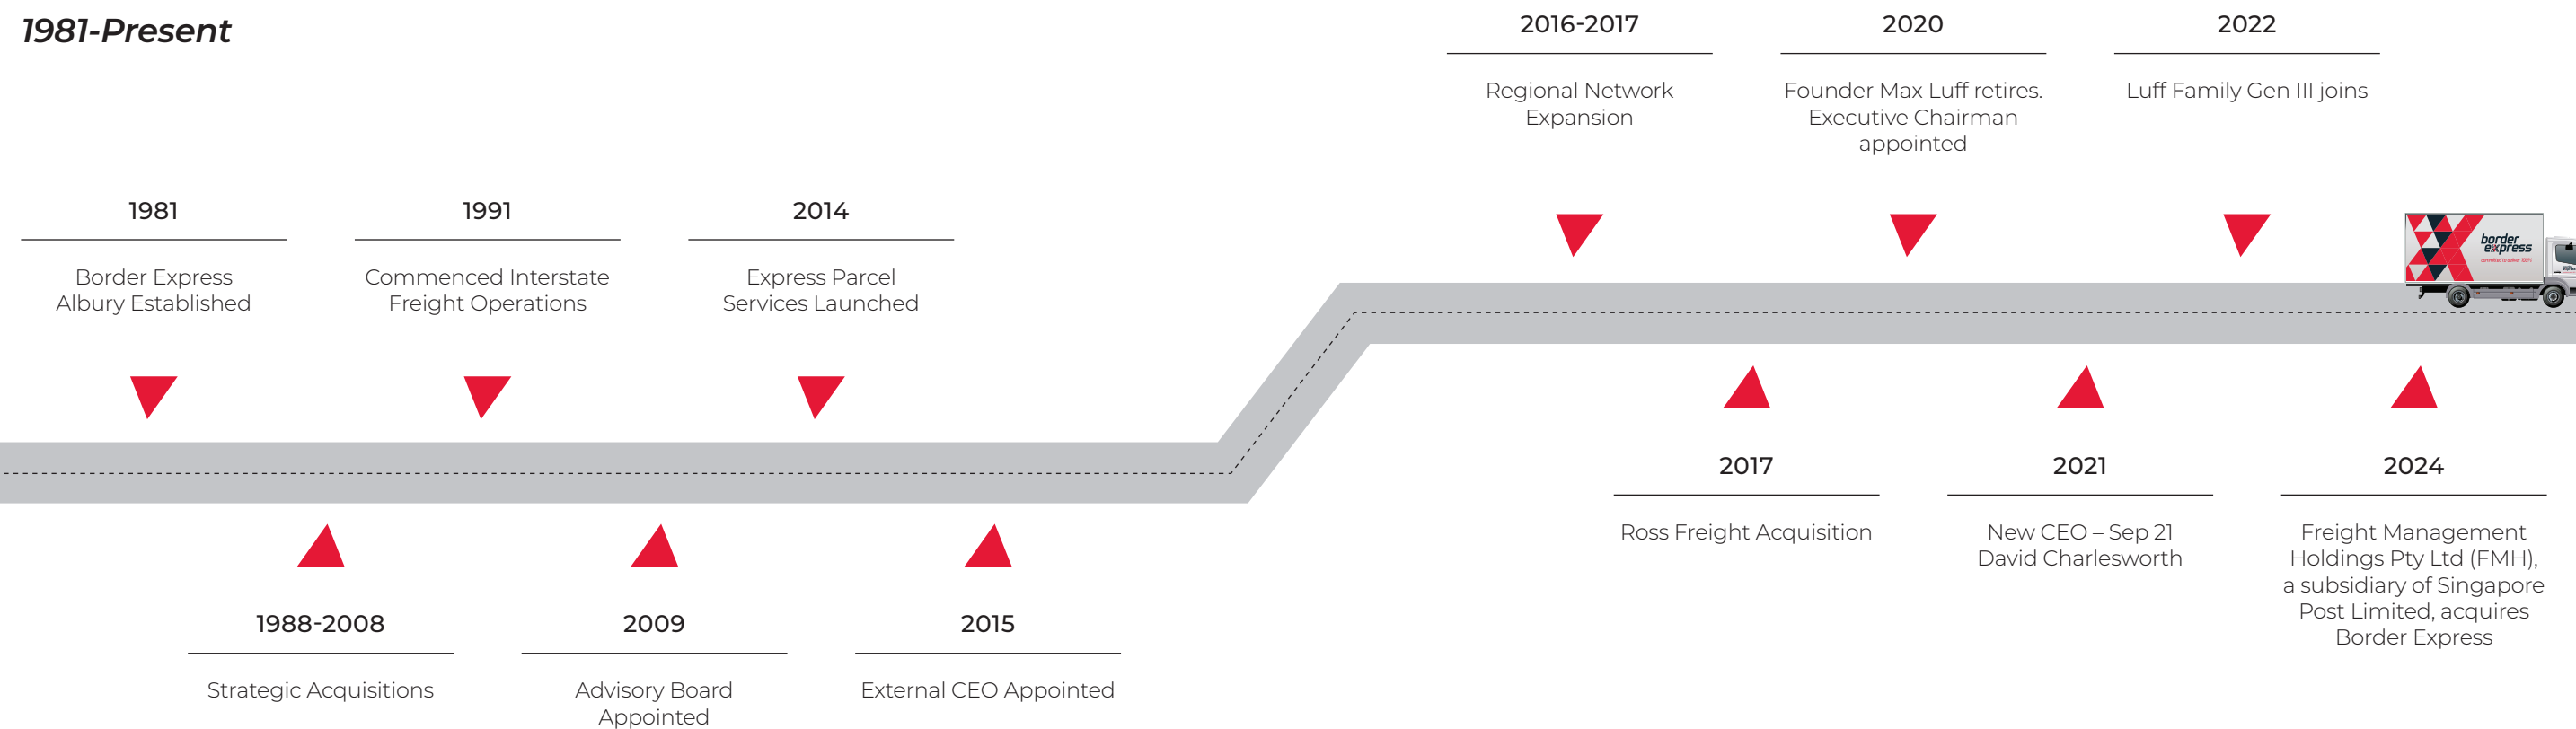 1981-Present
1981
Border Express
Albury Established
1988-2008
Strategic Acquisitions
1991
Commenced Interstate
Freight Operations
2009
Advisory Board
Appointed
2014
Express Parcel
Services Launched
2015
External CEO Appointed
2016-2017
Regional Network
Expansion
2017
Ross Freight Acquisition
2020
Founder Max Luff retires.
Executive Chairman
appointed
2021
New CEO – Sep 21
David Charlesworth
2022
Luff Family Gen III joins
2024
Freight Management
Holdings Pty Ltd (FMH),
a subsidiary of Singapore
Post Limited, acquires
Border Express
border
express
committed to deliver 100%